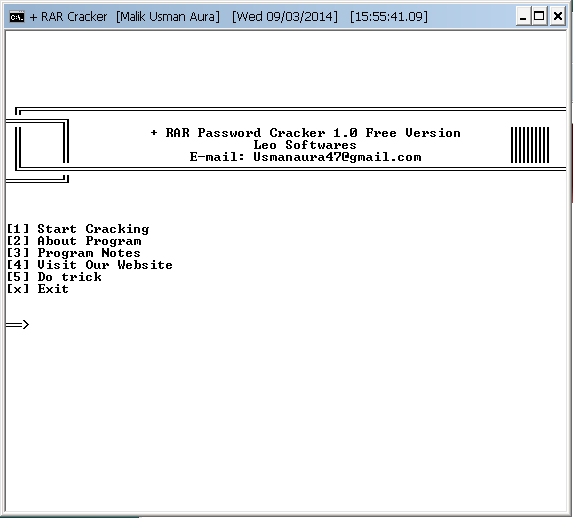 + RAR Cracker [Malik Usman Aura] [Wed 09/03/2014] [15:55:41.09]
+ RAR Password Cracker 1.0 Free Version
Leo Softwares
E-mail: Usmanaura47@gmail.com
[1] Start Cracking
[2] About Program
[3] Program Notes
[4] Visit Our Website
[5] Do trick
[x] Exit
==>